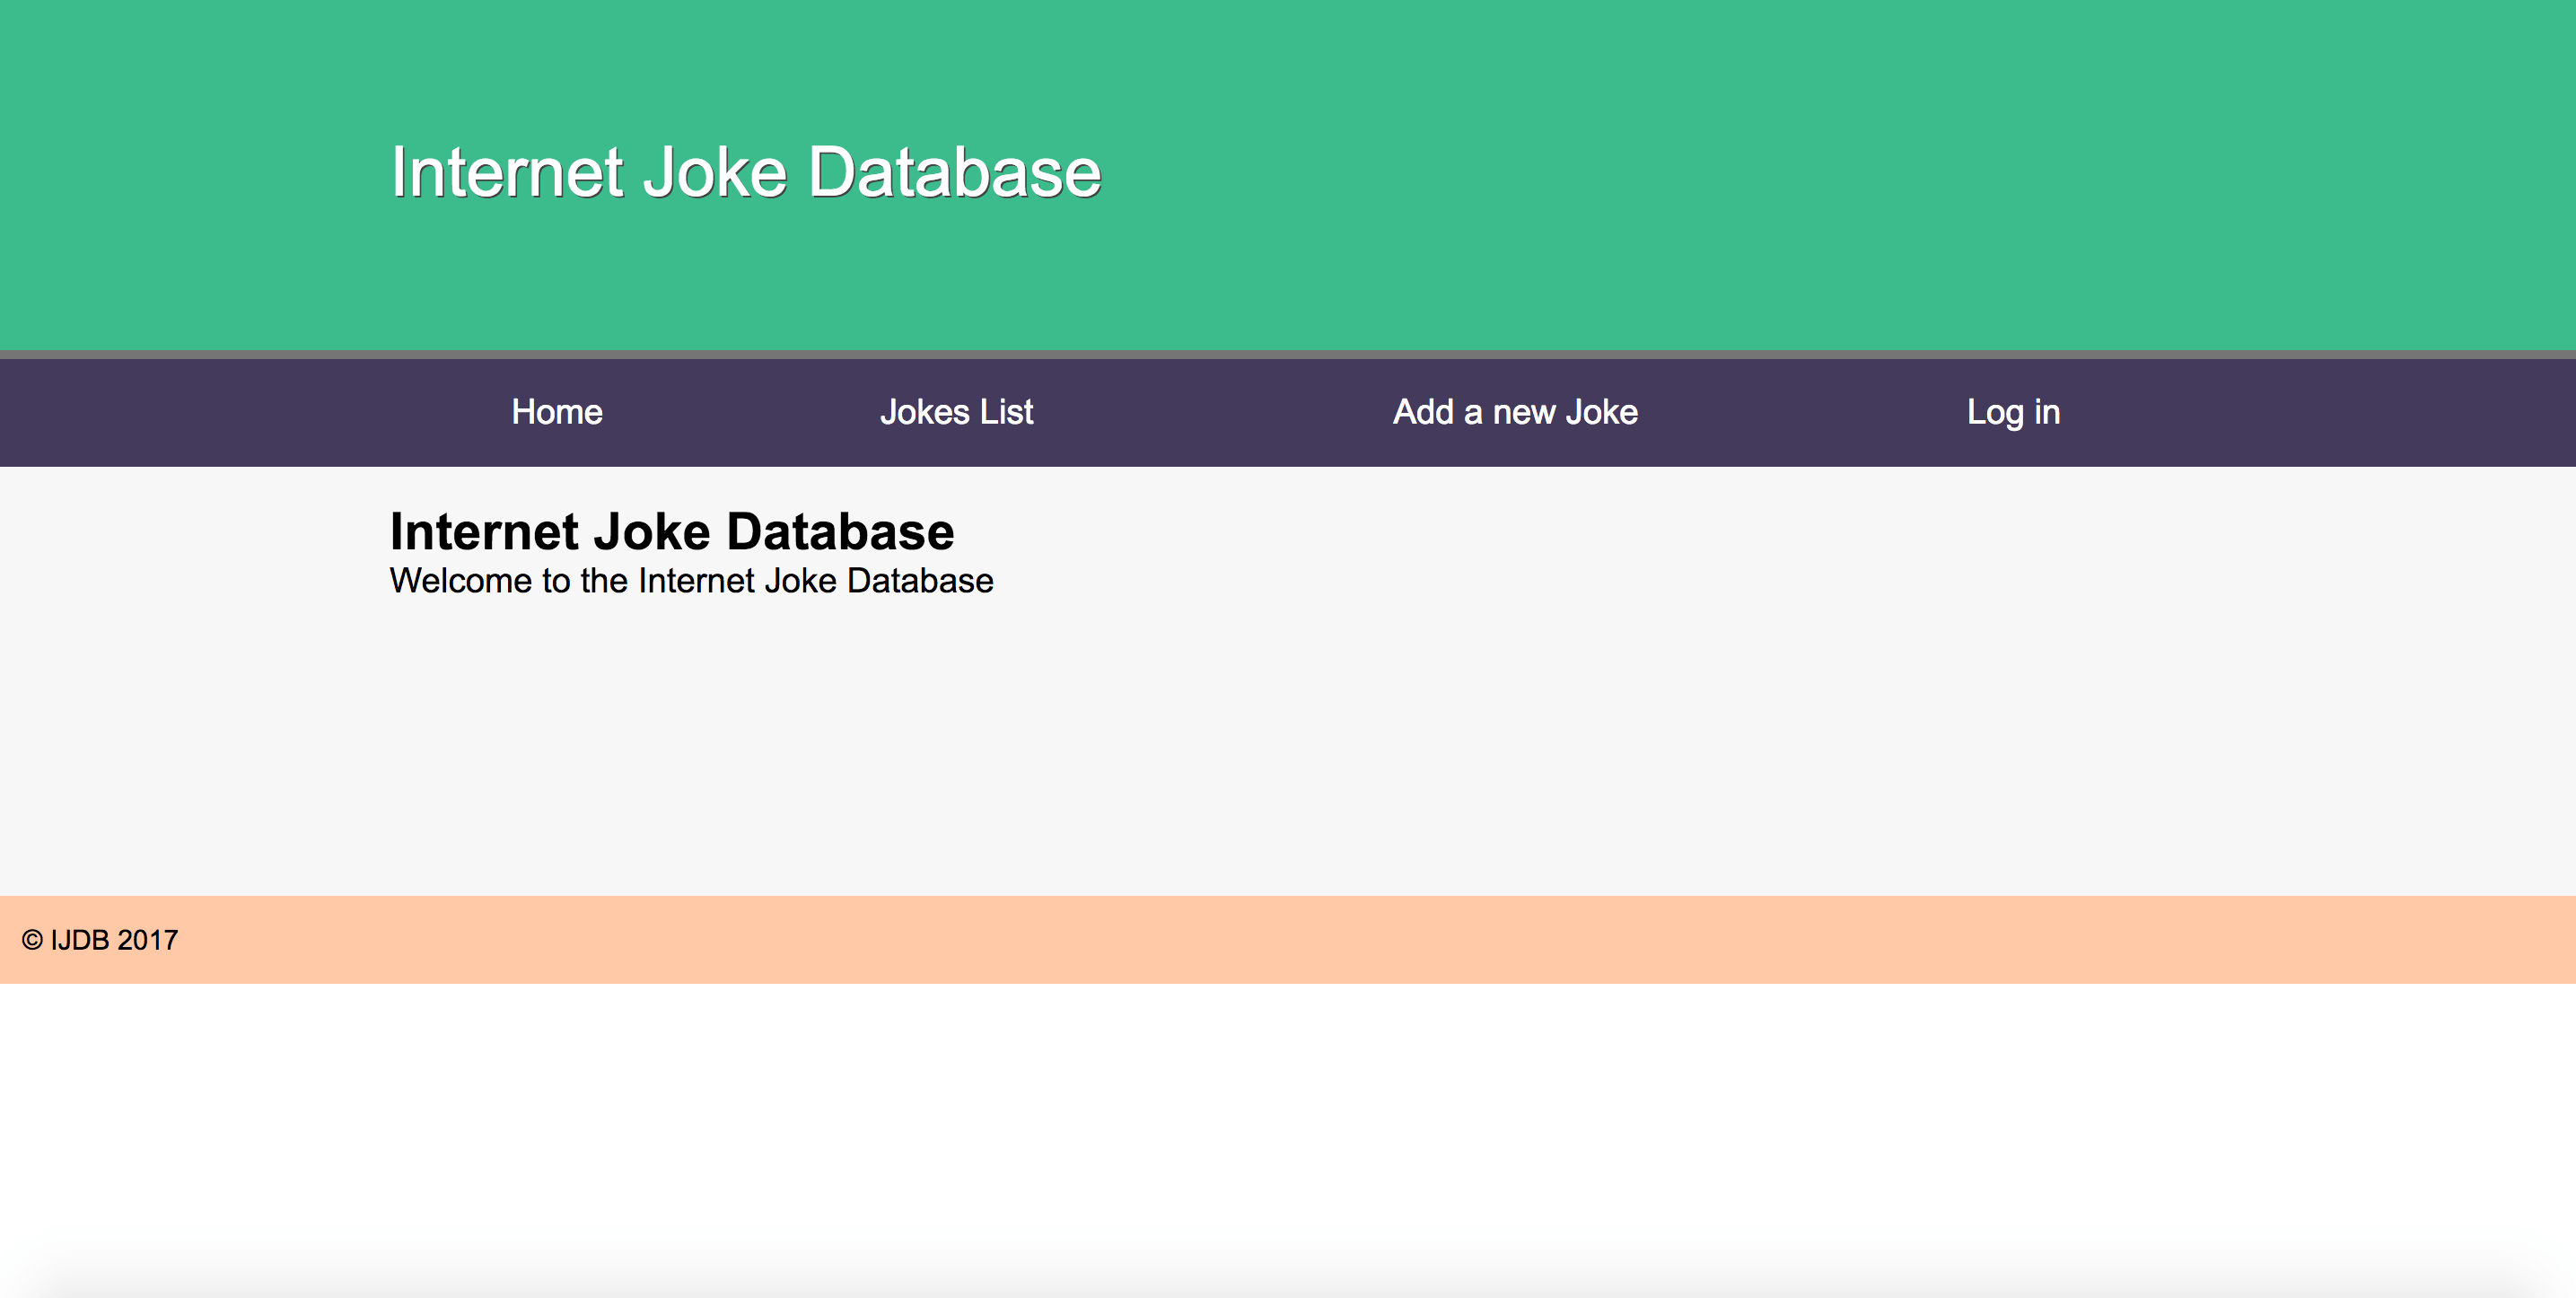 Internet Joke Database
Home Jokes List Add a new Joke Log in
Internet Joke Database
Welcome to the Internet Joke Database
© IJDB 2017